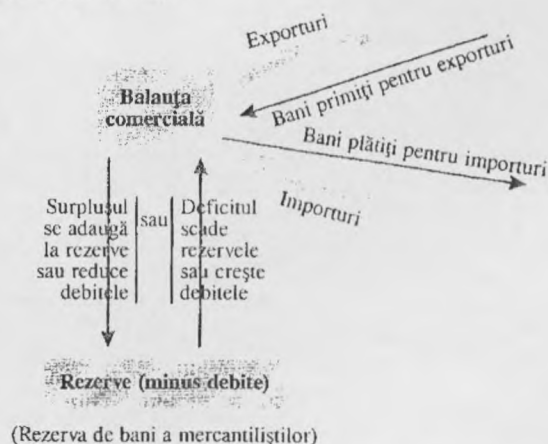 Exporturi
Bani primiți pentru exporturi
Balauța
comercială
Bani plătiți pentru importuri
Importuri
Surplusul
se adaugă
la rezerve
sau reduce
debitele
sau
Deficitul
scade
rezervele
sau crește
debitele
Rezerve (minus debite)
(Rezerva de bani a mercantiliștilor)